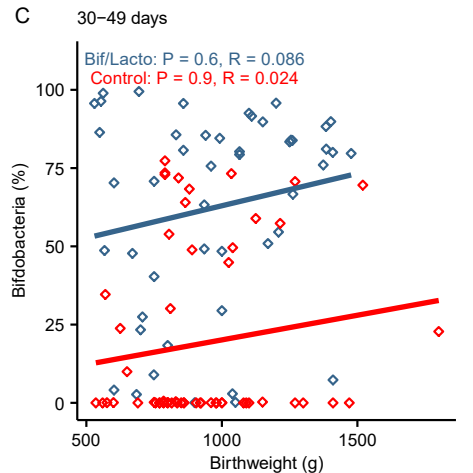 C
30−49 days
Bif/Lacto: P = 0.6, R = 0.086
Control: P = 0.9, R = 0.024
Bifdobacteria (%)
100
75
50
25
0
500
1000
1500
Birthweight (g)